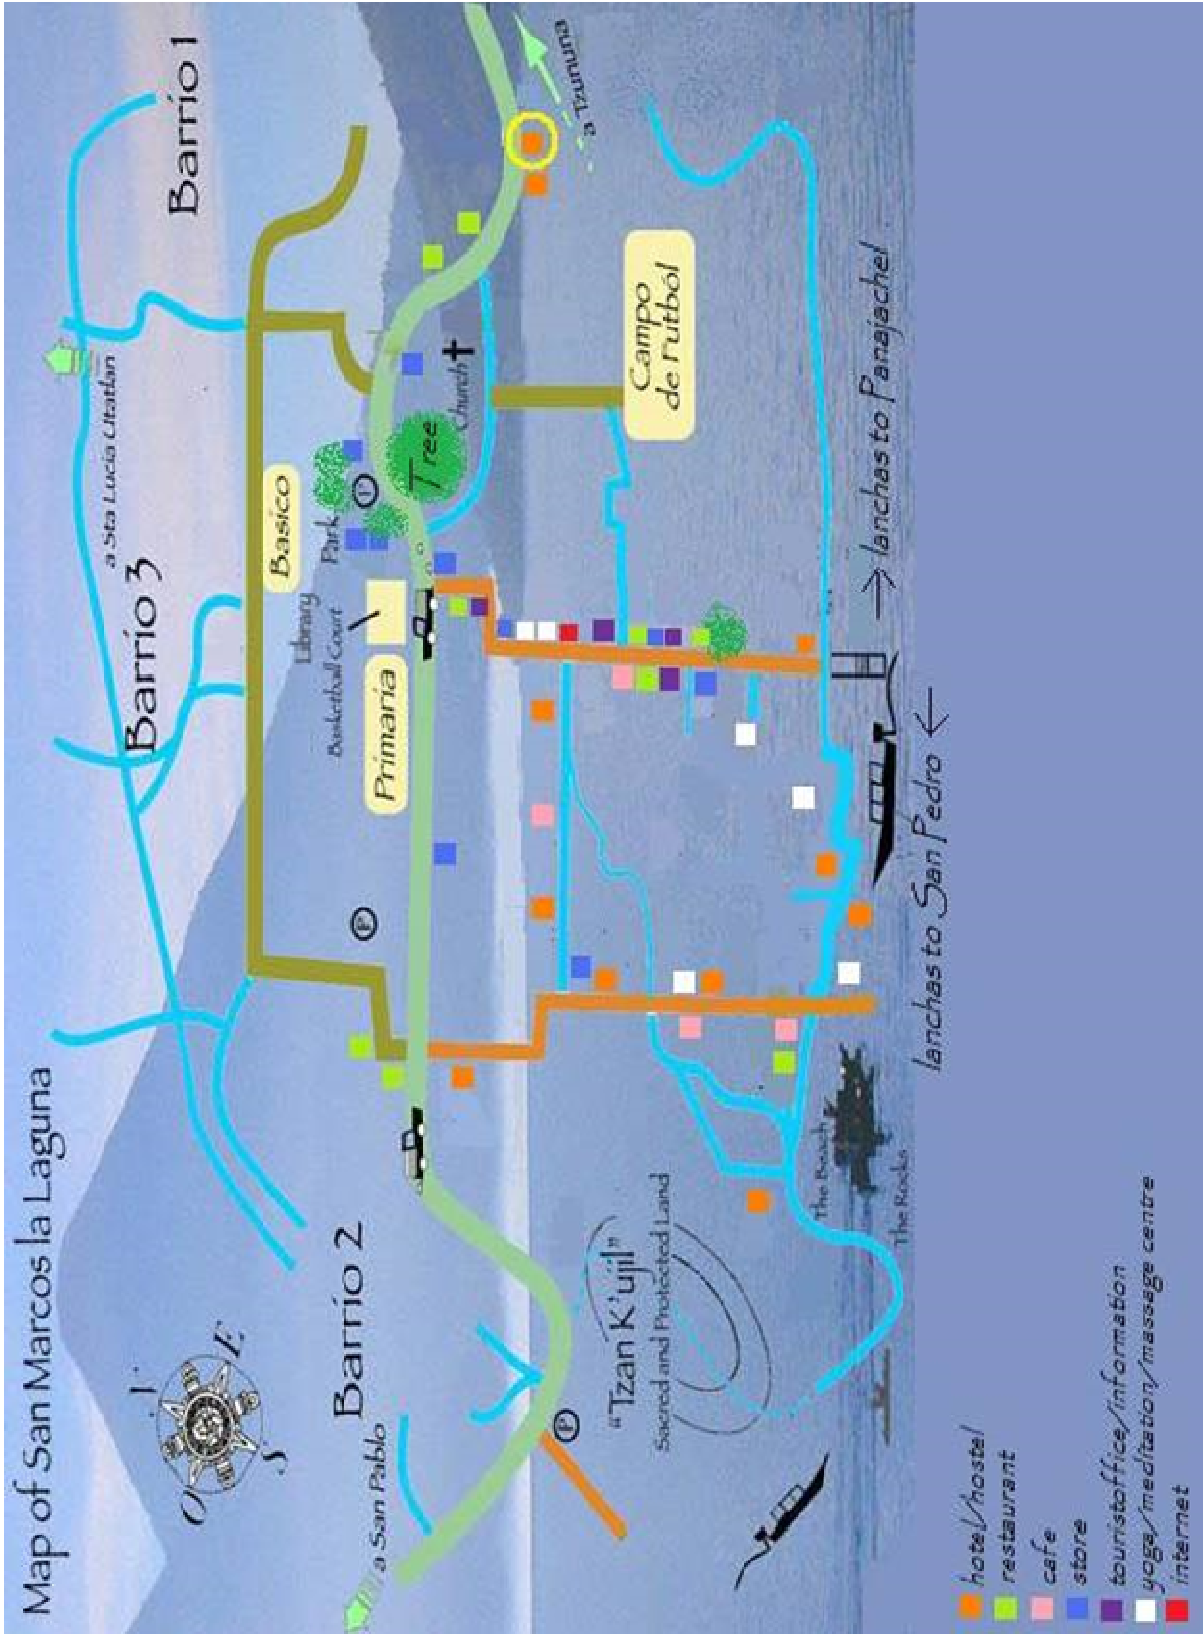 Map of San Marcos la Laguna
Barrio 1
a Sta Lucia Utatlan
Barrio 3
Basico
Park
Library
Basketball Court
Primaria
P
P
Tree
Church
a Tzununa
Campo
de Futból
lanchas to Panajachel
lanchas to San Pedro
Barrio 2
a San Pablo
O
E
S
P
"Tzan K'ujil"
Sacred and Protected Land
The Beach
The Rocks
hotel/hostel
restaurant
cafe
store
touristoffice/information
yoga/meditation/massage centre
internet